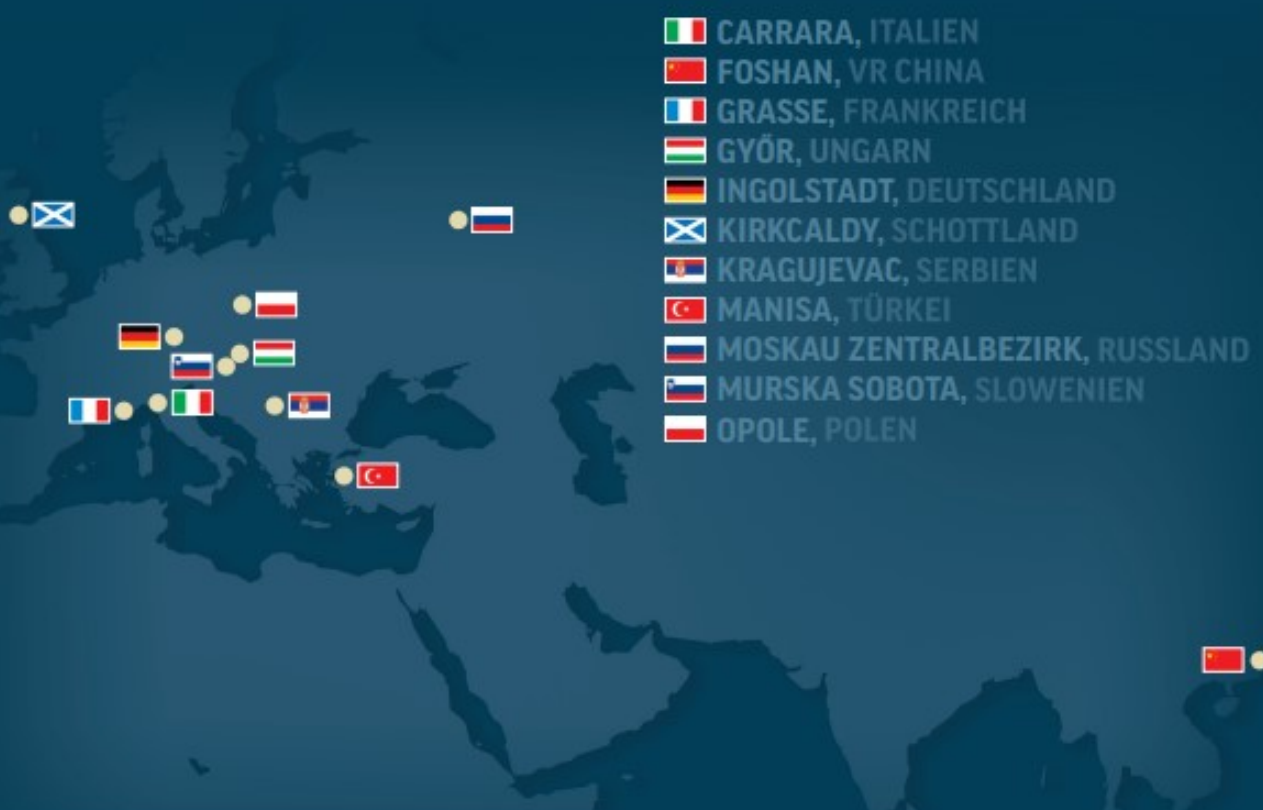 CARRARA, ITALIEN
FOSHAN, VR CHINA
GRASSE, FRANKREICH
GYŐR, UNGARN
INGOLSTADT, DEUTSCHLAND
KIRKCALDY, SCHOTTLAND
KRAGUJEVAC, SERBIEN
MANISA, TÜRKEI
MOSKAU ZENTRALBEZIRK, RUSSLAND
MURSKA SOBOTA, SLOWENIEN
OPOLE, POLEN